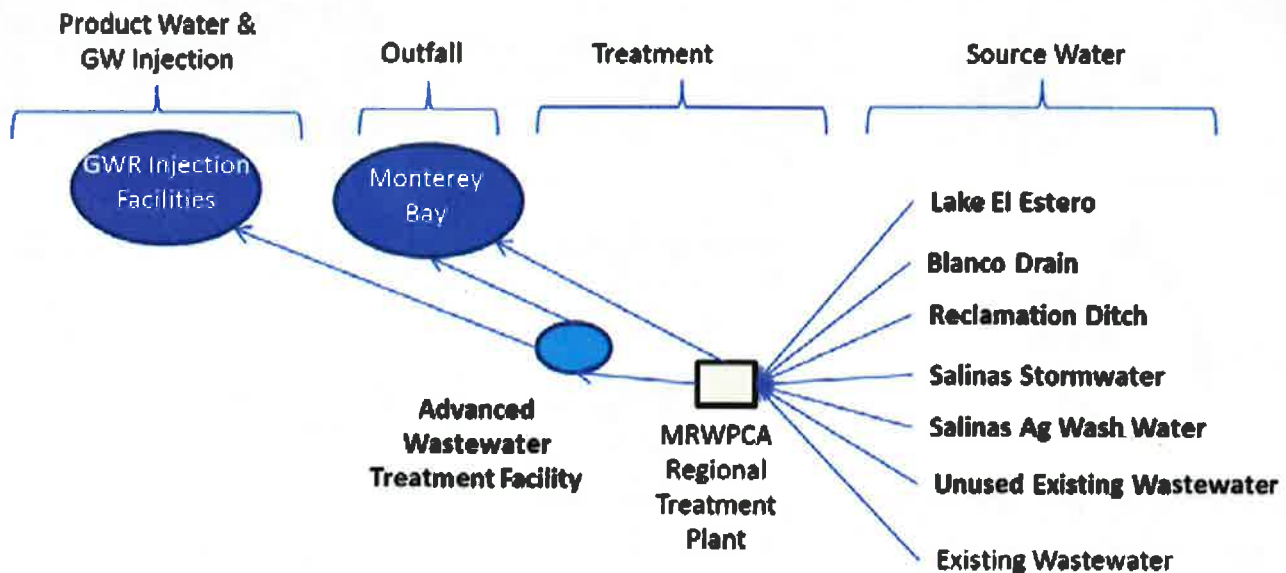 Product Water &
GW Injection
Outfall
Treatment
Source Water
GWR Injection
Facilities
Monterey
Bay
Lake El Estero
Blanco Drain
Reclamation Ditch
Salinas Stormwater
Salinas Ag Wash Water
Unused Existing Wastewater
Existing Wastewater
Advanced
Wastewater
Treatment Facility
MRWPCA
Regional
Treatment
Plant